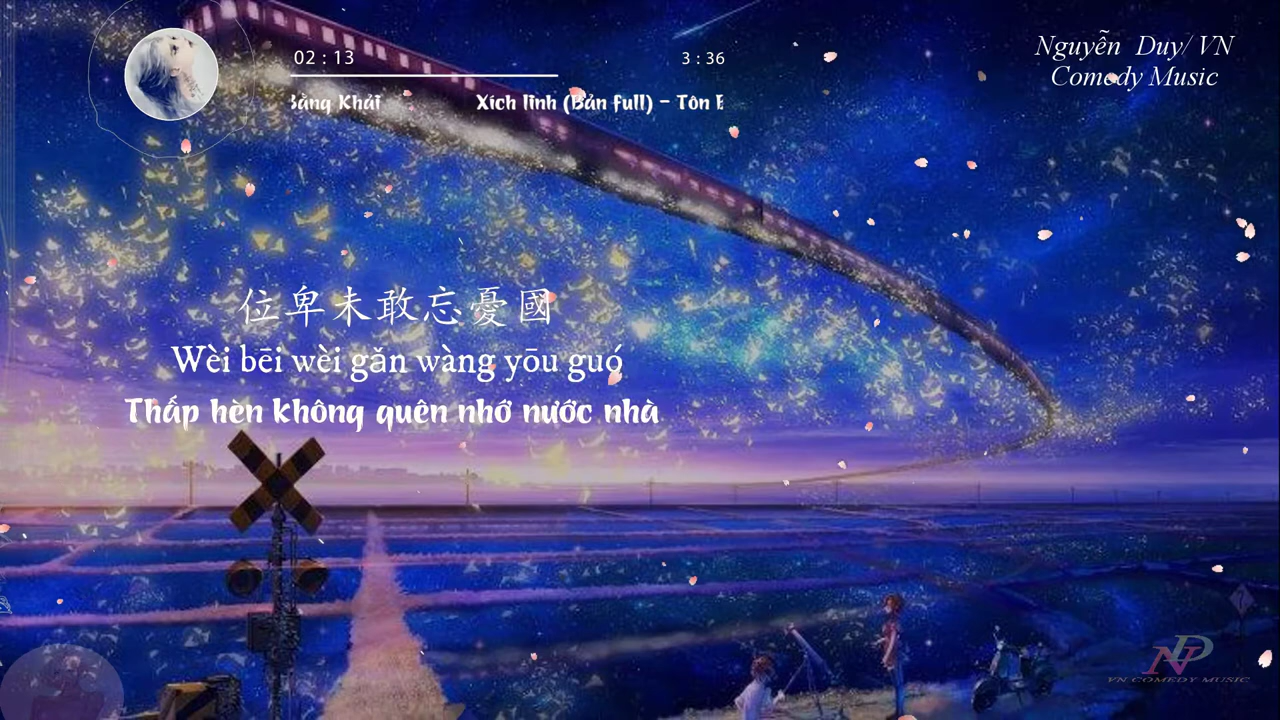 02 : 13
3 : 36
Bằng Khải Xích linh (Bản full) - Tôn
Nguyễn Duy/ VN
Comedy Music
位卑未敢忘憂國
Wèi bēi wèi gǎn wàng yōu guó
Thấp hèn không quên nhớ nước nhà
VN COMEDY MUSIC